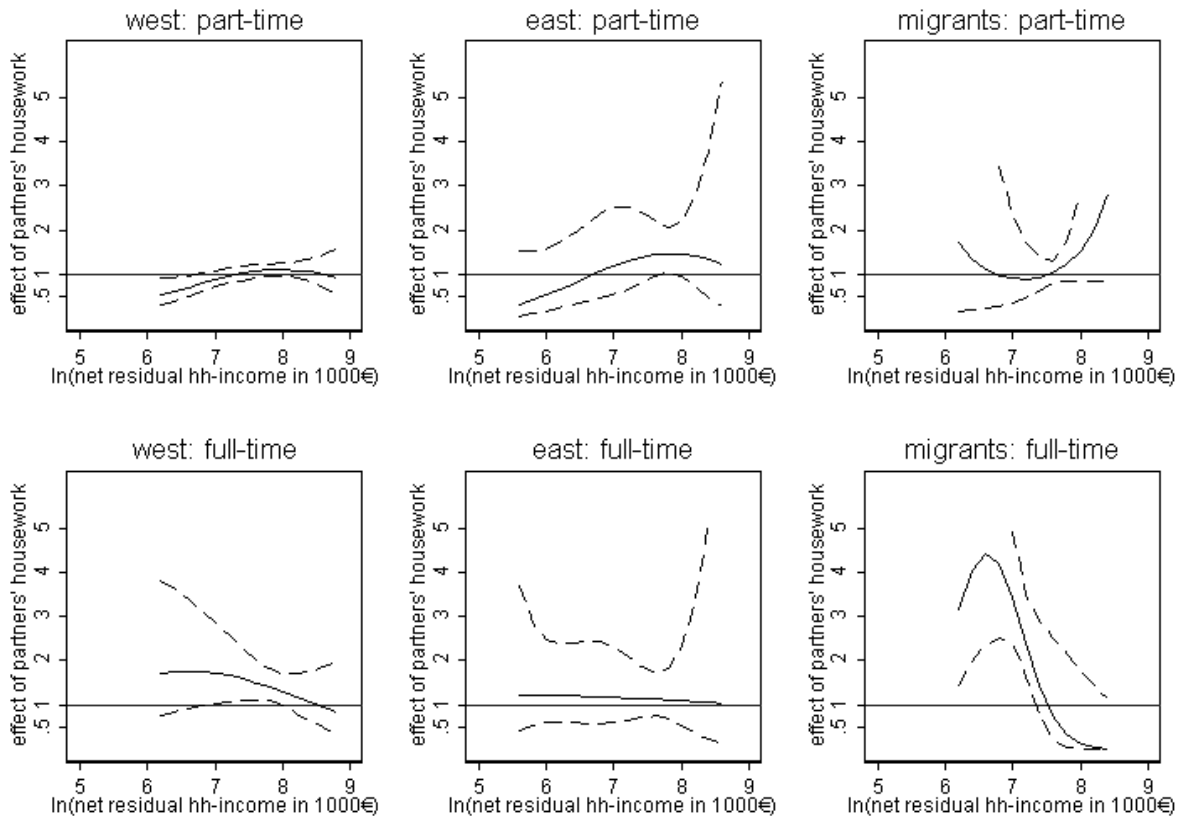 west: part-time
effect of partners' housework
5
4
3
2
1
.5
5 6 7 8 9
ln(net residual hh-income in 1000€)
east: part-time
effect of partners' housework
5
4
3
2
1
.5
5 6 7 8 9
ln(net residual hh-income in 1000€)
migrants: part-time
effect of partners' housework
5
4
3
2
1
.5
5 6 7 8 9
ln(net residual hh-income in 1000€)
west: full-time
effect of partners' housework
5
4
3
2
1
.5
5 6 7 8 9
ln(net residual hh-income in 1000€)
east: full-time
effect of partners' housework
5
4
3
2
1
.5
5 6 7 8 9
ln(net residual hh-income in 1000€)
migrants: full-time
effect of partners' housework
5
4
3
2
1
.5
5 6 7 8 9
ln(net residual hh-income in 1000€)